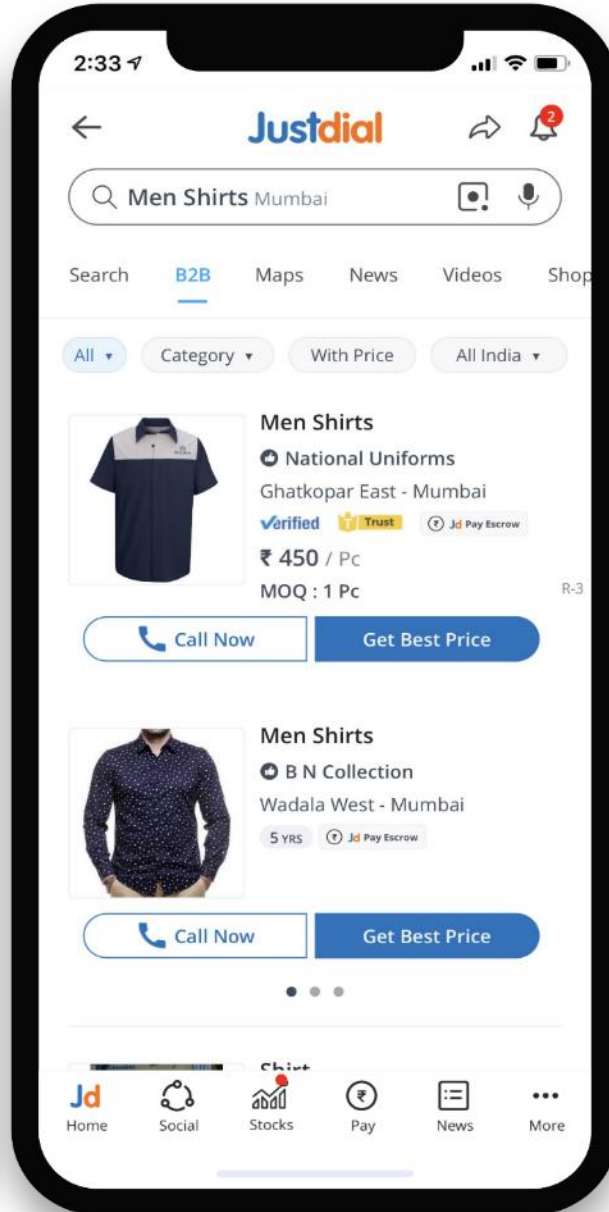 2:33
Justdial
2
Men Shirts Mumbai
Search B2B Maps News Videos Shop
All Category With Price All India
Men Shirts
National Uniforms
Ghatkopar East - Mumbai
Verified Trust ₹ Jd Pay Escrow
₹ 450 / Pc
MOQ : 1 Pc
R-3
Call Now Get Best Price
Men Shirts
B N Collection
Wadala West - Mumbai
5 YRS ₹ Jd Pay Escrow
Call Now Get Best Price
Shirt
Jd ₹
Home Social Stocks Pay News More